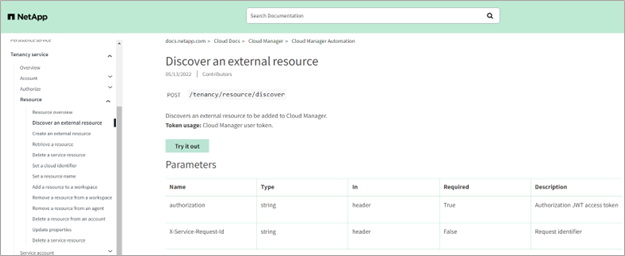 NetApp
Search Documentation
Persistence service
Tenancy service
Overview
Account
Authorize
Resource
Resource overview
Discover an external resource
Create an external resource
Retrieve a resource
Delete a service resource
Set a cloud identifier
Set a resource name
Add a resource to a workspace
Remove a resource from a workspace
Remove a resource from an agent
Delete a resource from an account
Update properties
Delete a service resource
Service account
docs.netapp.com » Cloud Docs » Cloud Manager » Cloud Manager Automation
Discover an external resource
05/13/2022 | Contributors
POST /tenancy/resource/discover
Discovers an external resource to be added to Cloud Manager.
Token usage: Cloud Manager user token.
Try it out
Parameters
Name Type In Required Description
authorization string header True Authorization JWT access token
X-Service-Request-Id string header False Request identifier